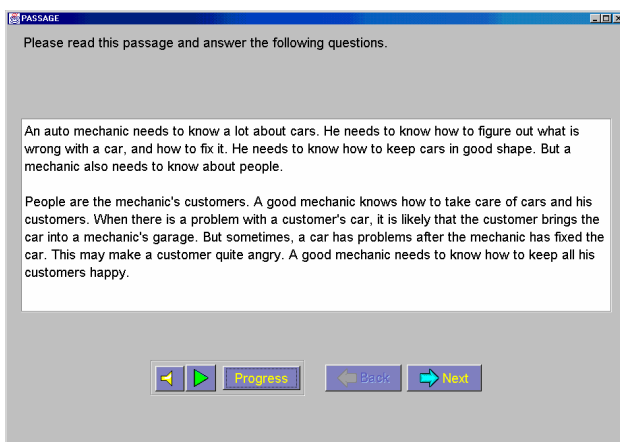 PASSAGE
Please read this passage and answer the following questions.
An auto mechanic needs to know a lot about cars. He needs to know how to figure out what is
wrong with a car, and how to fix it. He needs to know how to keep cars in good shape. But a
mechanic also needs to know about people.
People are the mechanic's customers. A good mechanic knows how to take care of cars and his
customers. When there is a problem with a customer's car, it is likely that the customer brings the
car into a mechanic's garage. But sometimes, a car has problems after the mechanic has fixed the
car. This may make a customer quite angry. A good mechanic needs to know how to keep all his
customers happy.
Progress Back Next